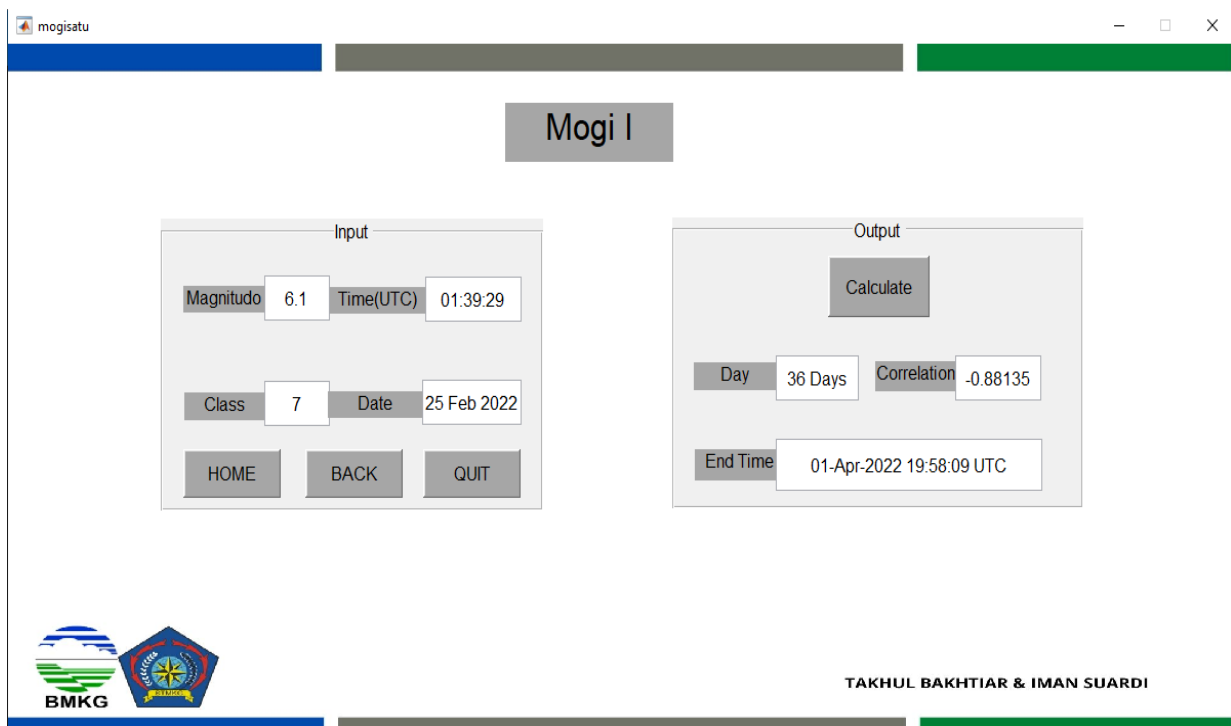 mogisatu
Mogi I
Input
Magnitudo 6.1 Time(UTC) 01:39:29
Class 7 Date 25 Feb 2022
HOME BACK QUIT
Output
Calculate
Day 36 Days Correlation -0.88135
End Time 01-Apr-2022 19:58:09 UTC
BMKG
STMKG
TAKHUL BAKHTIAR & IMAN SUARDI